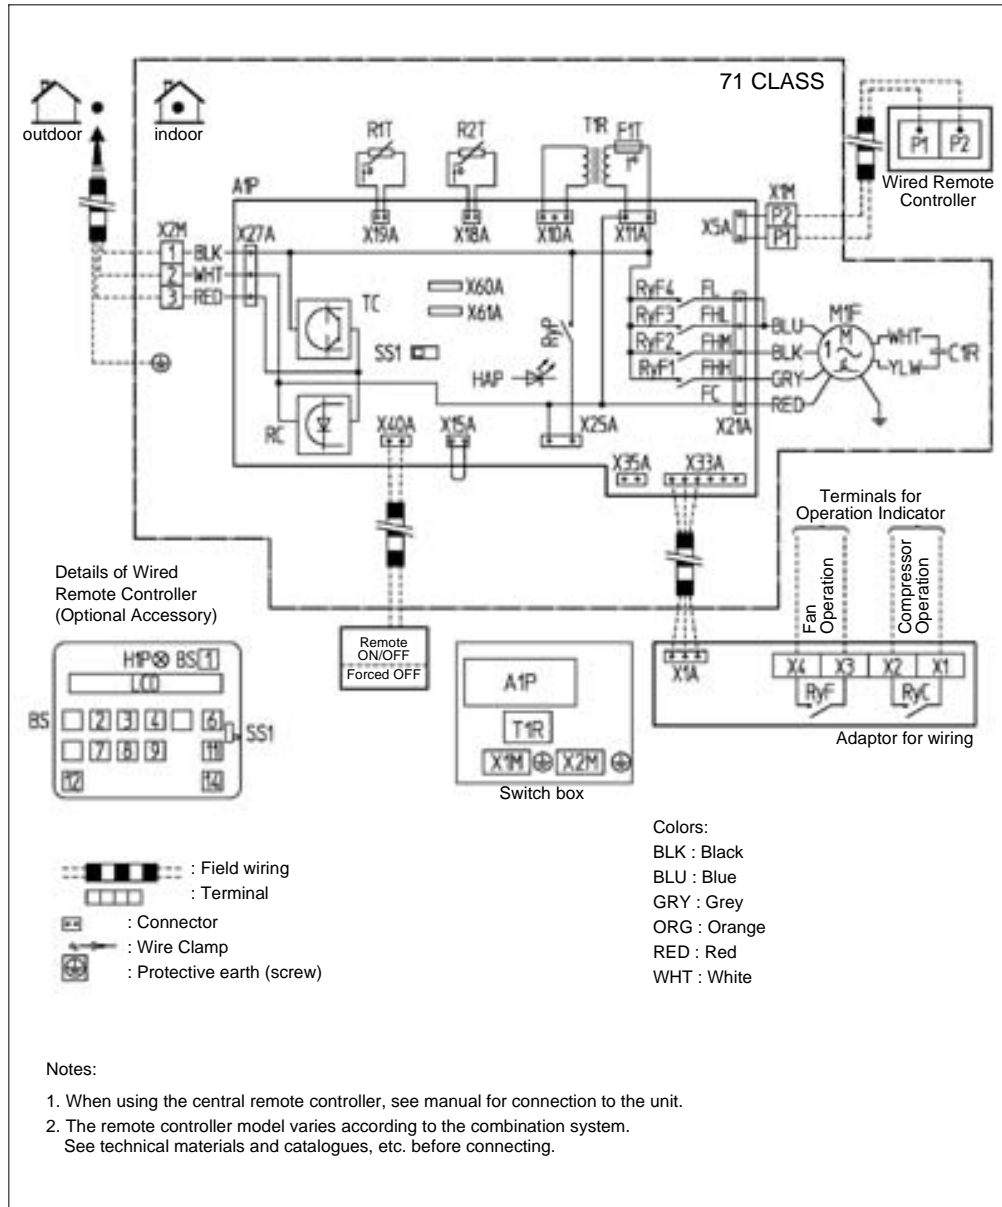 71 CLASS
outdoor
indoor
R1T
R2T
T1R
F1T
P1 P2
Wired Remote
Controller
A1P
X1M
X2M
X27A
X19A
X18A
X10A
X11A
X5A
P2
P1
1 BLK
2 WHT
3 RED
TC
X60A
X61A
SS1
HAP
RyP
RyF4 FL
RyF3 FHL
RyF2 FHM
RyF1 FHH
FC
BLU
BLK
GRY
RED
M1F
M
1
WHT
YLW
C1R
RC
X40A
X15A
X25A
X21A
X35A
X33A
Terminals for
Operation Indicator
Fan
Operation
Compressor
Operation
Details of Wired
Remote Controller
(Optional Accessory)
H1P BS 1
LCD
BS
2 3 4 6
SS1
7 8 9 11
12 14
Remote
ON/OFF
Forced OFF
A1P
T1R
X1M X2M
Switch box
X1A
X4 X3 X2 X1
RyF RyC
Adaptor for wiring
: Field wiring
: Terminal
: Connector
: Wire Clamp
: Protective earth (screw)
Colors:
BLK : Black
BLU : Blue
GRY : Grey
ORG : Orange
RED : Red
WHT : White
Notes:
1. When using the central remote controller, see manual for connection to the unit.
2. The remote controller model varies according to the combination system.
See technical materials and catalogues, etc. before connecting.